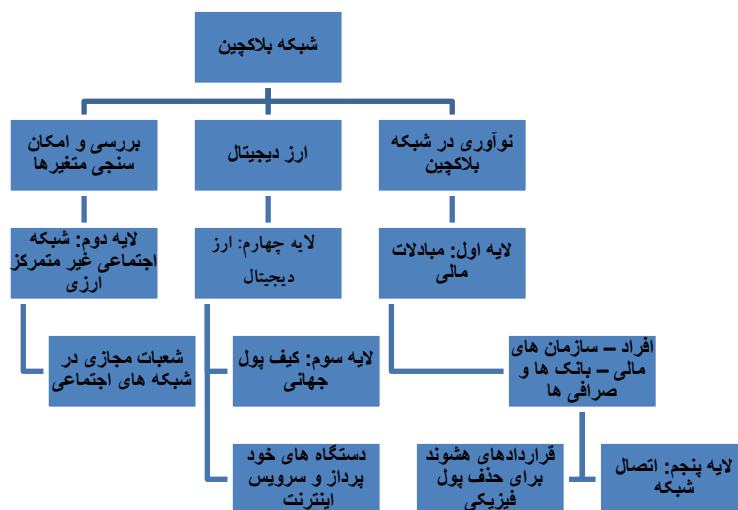 شبکه بلاکچین
نوآوری در شبکه
بلاکچین
ارز دیجیتال
بررسی و امکان
سنجی متغیرها
لایه اول: مبادلات
مالی
لایه چهارم: ارز
دیجیتال
لایه دوم: شبکه
اجتماعی غیر متمرکز
ارزی
افراد – سازمان های
مالی – بانک ها و
صرافی ها
لایه سوم: کیف پول
جهانی
شعبات مجازی در
شبکه های اجتماعی
لایه پنجم: اتصال
شبکه
قراردادهای هشوند
برای حذف پول
فیزیکی
دستگاه های خود
پرداز و سرویس
اینترنت